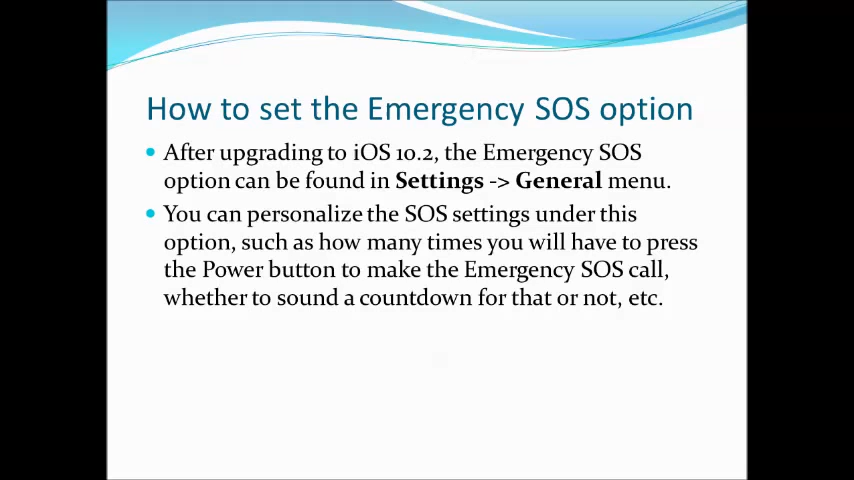 How to set the Emergency SOS option
• After upgrading to iOS 10.2, the Emergency SOS
option can be found in Settings -> General menu.
• You can personalize the SOS settings under this
option, such as how many times you will have to press
the Power button to make the Emergency SOS call,
whether to sound a countdown for that or not, etc.